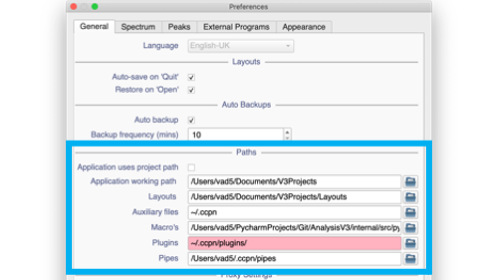 Preferences
General Spectrum Peaks External Programs Appearance
Language English-UK
Layouts
Auto-save on 'Quit'
Restore on 'Open'
Auto Backups
Auto backup
Backup frequency (mins) 10
Paths
Application uses project path
Application working path /Users/vad5/Documents/V3Projects
Layouts /Users/vad5/Documents/V3Projects/Layouts
Auxiliary files ~/.ccpn
Macro's /Users/vad5/PycharmProjects/Git/AnalysisV3/internal/src/py
Plugins ~/.ccpn/plugins/
Pipes /Users/vad5/.ccpn/pipes
Proxy Settings